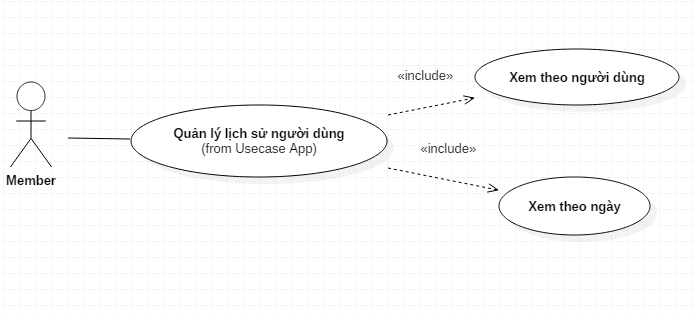 «include»
Xem theo người dùng
Quản lý lịch sử người dùng
(from Usecase App)
«include»
Member
Xem theo ngày